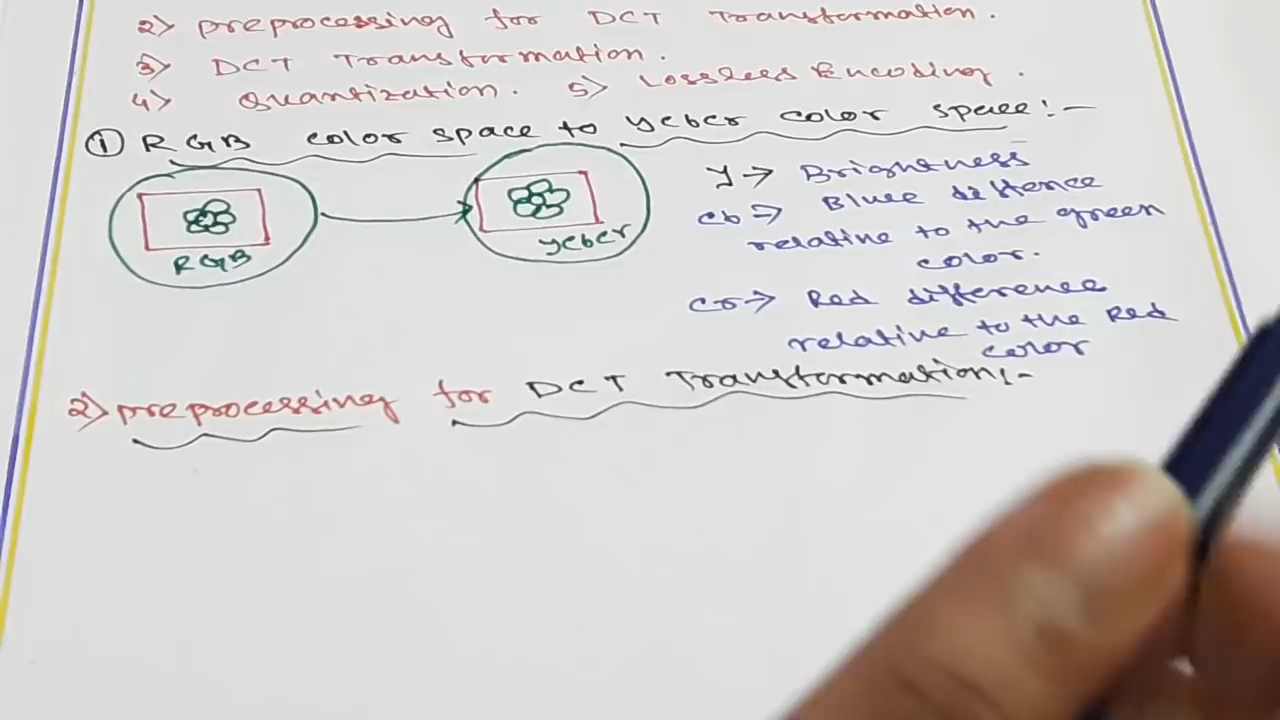 2) preprocessing for DCT Transformation.
3) DCT Transformation.
4) Quantization. 5) Lossless Encoding.
① RGB color space to ycbcr color space:-
RGB
ycbcr
y → Brightness
cb → Blue diffence
relative to the green
color.
cr → Red difference
relative to the Red
color
2) preprocessing for DCT Transformation:-